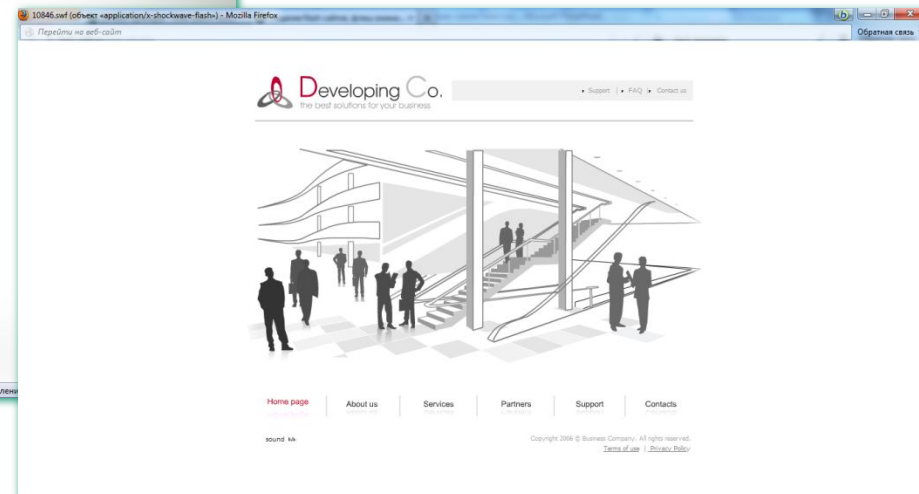 10846.swf (объект «application/x-shockwave-flash») - Mozilla Firefox
Перейти на веб-сайт
Обратная связь
Developing Co.
the best solutions for your business
• Support | • FAQ | • Contact us
Home page
About us
Services
Partners
Support
Contacts
sound
Copyright 2006 © Business Company. All rights reserved.
Terms of use | Privacy Policy